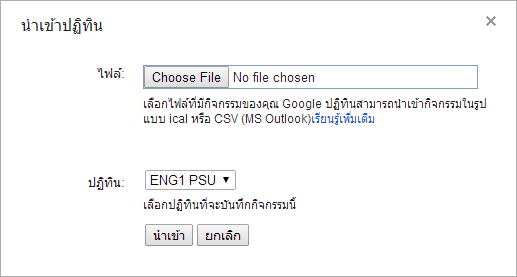 นำเข้าปฏิทิน
ไฟล์: Choose File No file chosen
เลือกไฟล์ที่มีกิจกรรมของคุณ Google ปฏิทินสามารถนำเข้ากิจกรรมในรูป
แบบ ical หรือ CSV (MS Outlook)เรียนรู้เพิ่มเติม
ปฏิทิน: ENG1 PSU
เลือกปฏิทินที่จะบันทึกกิจกรรมนี้
นำเข้า ยกเลิก